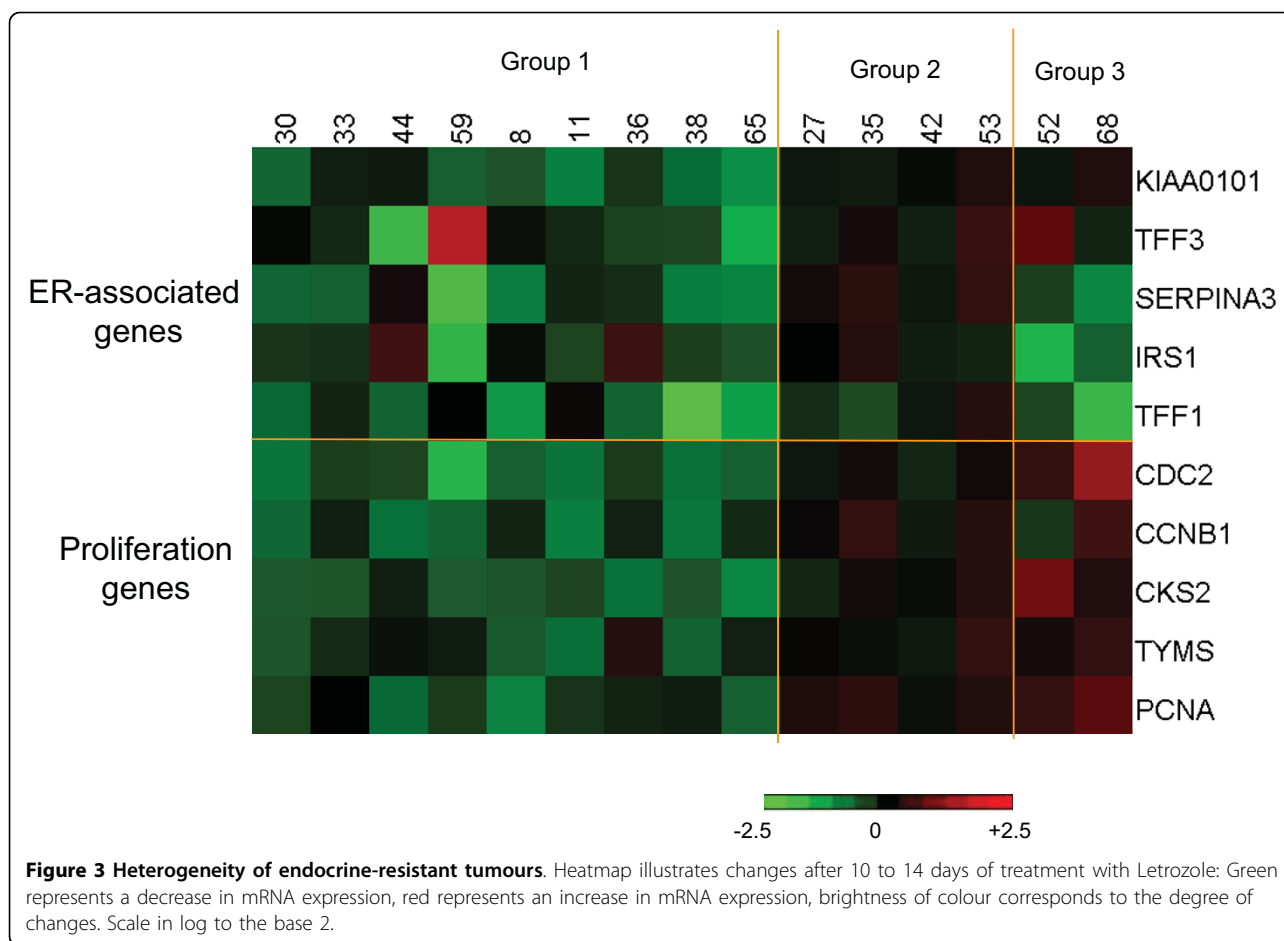 Group 1
Group 2
Group 3
30 33 44 59 8 11 36 38 65 27 35 42 53 52 68
ER-associated
genes
KIAA0101
TFF3
SERPINA3
IRS1
TFF1
Proliferation
genes
CDC2
CCNB1
CKS2
TYMS
PCNA
-2.5 0 +2.5
Figure 3 Heterogeneity of endocrine-resistant tumours. Heatmap illustrates changes after 10 to 14 days of treatment with Letrozole: Green
represents a decrease in mRNA expression, red represents an increase in mRNA expression, brightness of colour corresponds to the degree of
changes. Scale in log to the base 2.